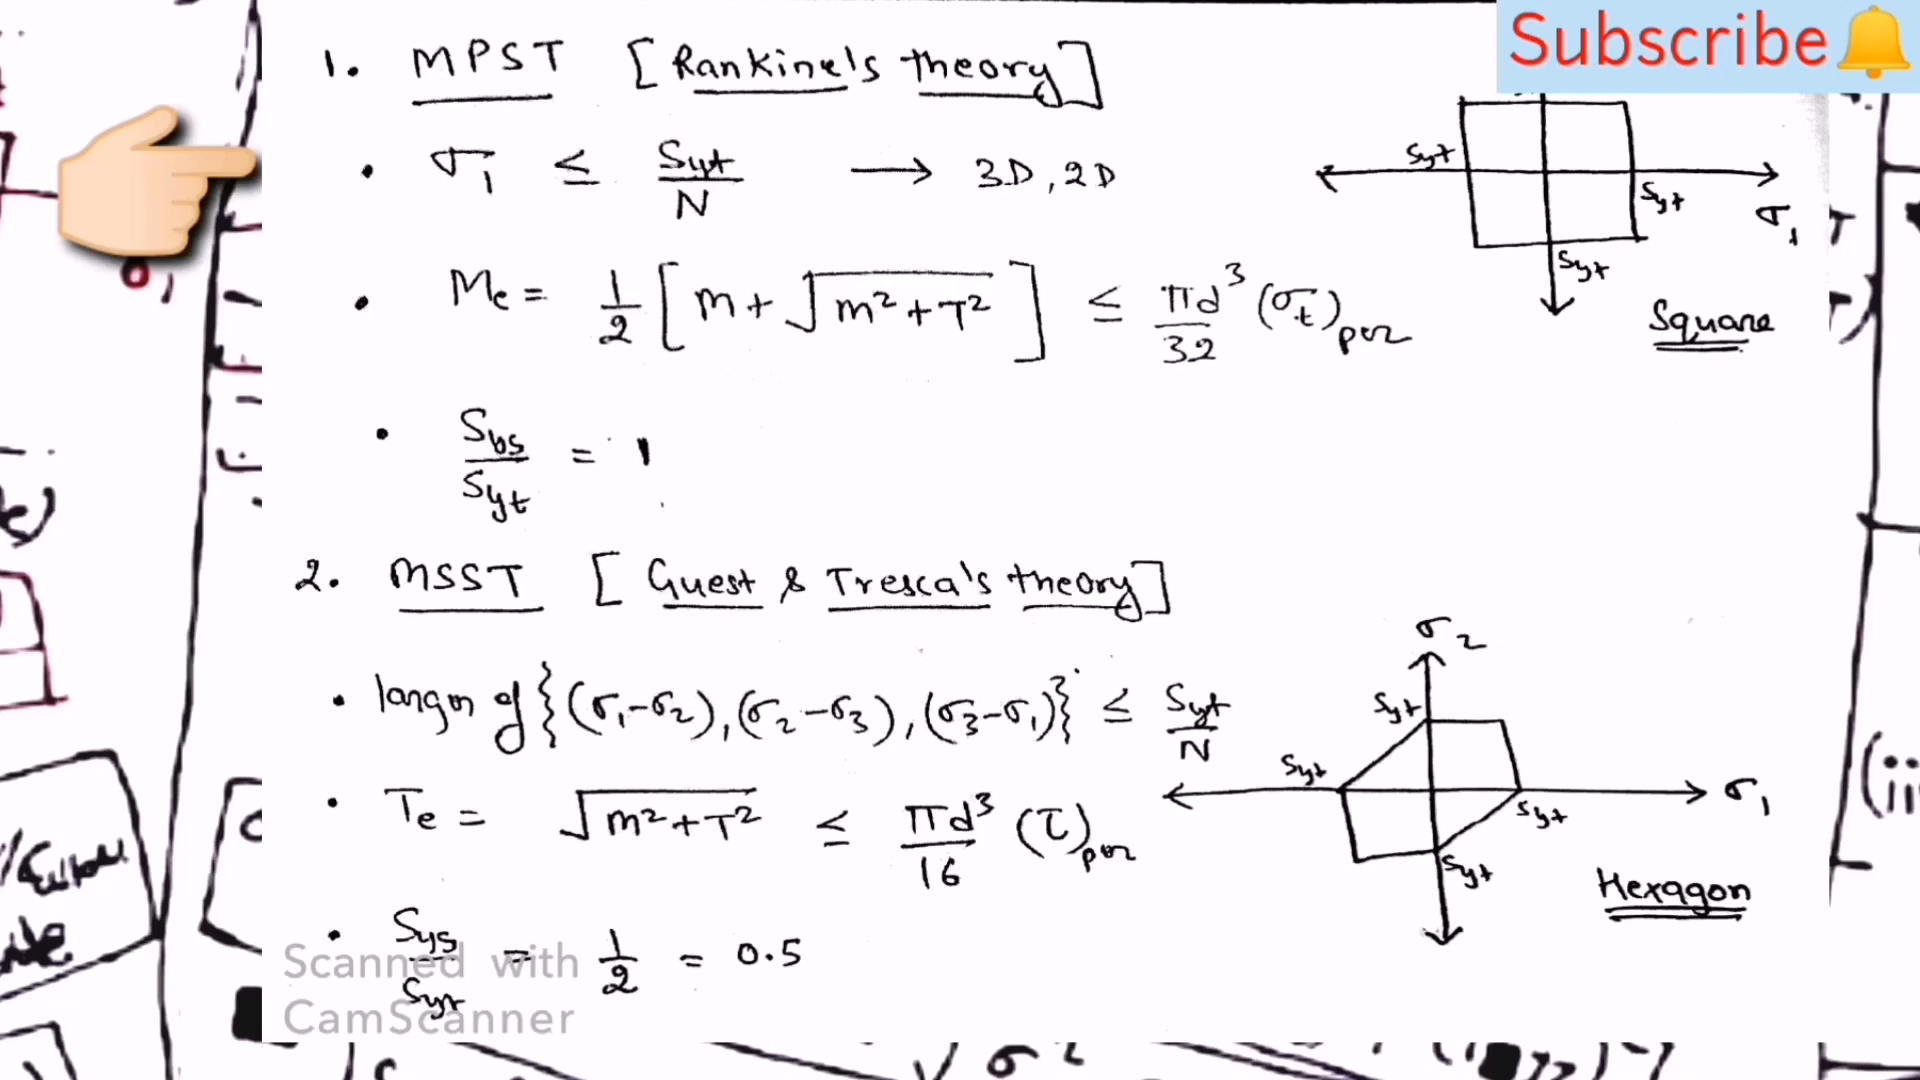 Subscribe
1. MPST [Rankine's theory]
• σ₁ ≤ Syt/N → 3D, 2D
Syt
Syt
σ₁
Syt
Square
• Me = 1/2 [m + √(m² + T²)] ≤ πd³/32 (σt)per
• Sys/Syt = 1
2. MSST [Guest & Tresca's theory]
σ₂
• larger of {(σ₁-σ₂), (σ₂-σ₃), (σ₃-σ₁)} ≤ Syt/N
Syt
Syt
σ₁
Syt
Syt
Hexagon
• Te = √(m² + T²) ≤ πd³/16 (τ)per
• Sys/Syt = 1/2 = 0.5
Scanned with
CamScanner